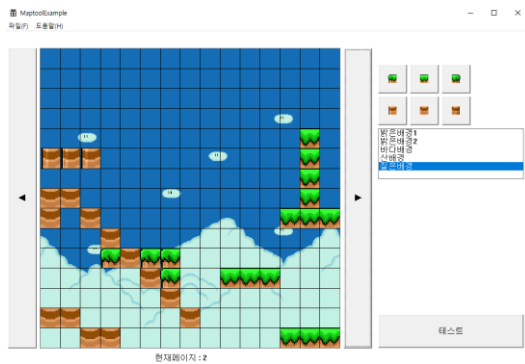 MaptoolExample
파일(F) 도움말(H)
밝은배경1
밝은배경2
바다배경
산배경
현재페이지 : 2
테스트